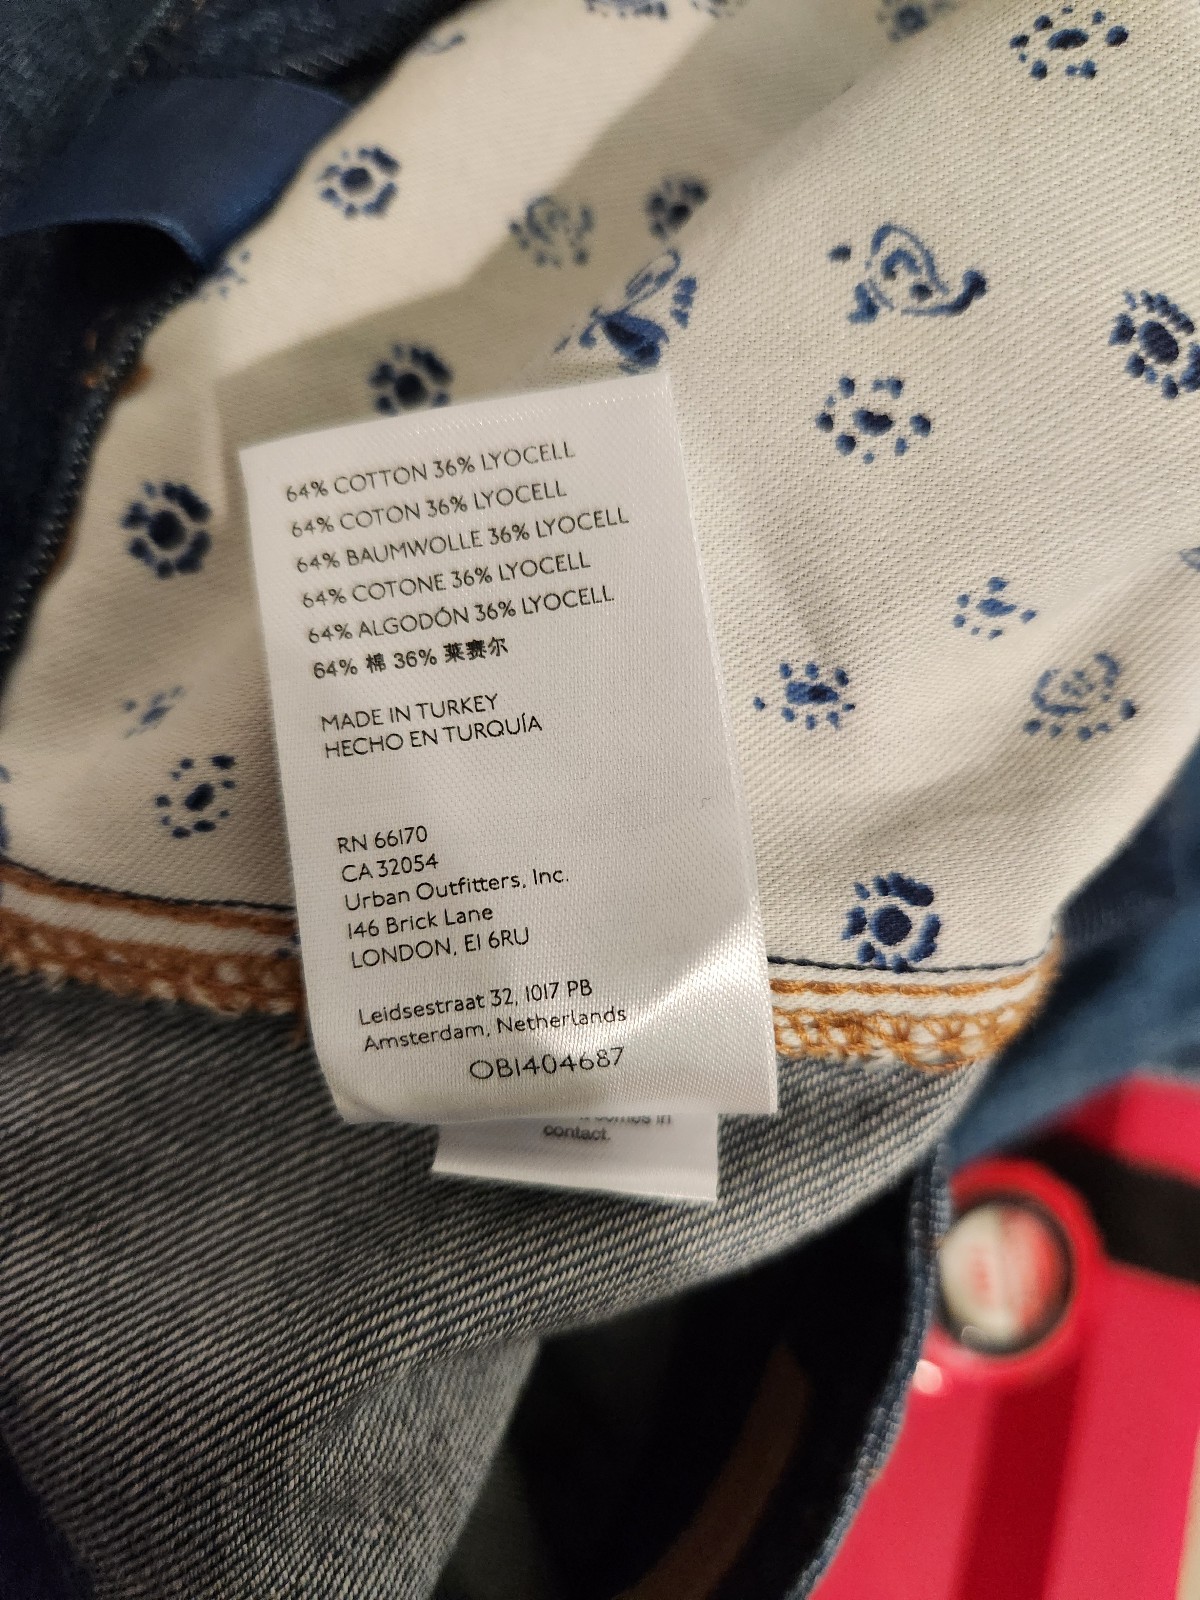 64% COTTON 36% LYOCELL
64% COTON 36% LYOCELL
64% BAUMWOLLE 36% LYOCELL
64% COTONE 36% LYOCELL
64% ALGODÓN 36% LYOCELL
64% 棉 36% 莱赛尔
MADE IN TURKEY
HECHO EN TURQUÍA
RN 66170
CA 32054
Urban Outfitters, Inc.
146 Brick Lane
LONDON, E1 6RU
Leidsestraat 32, 1017 PB
Amsterdam, Netherlands
OB1404687
comes in
contact.